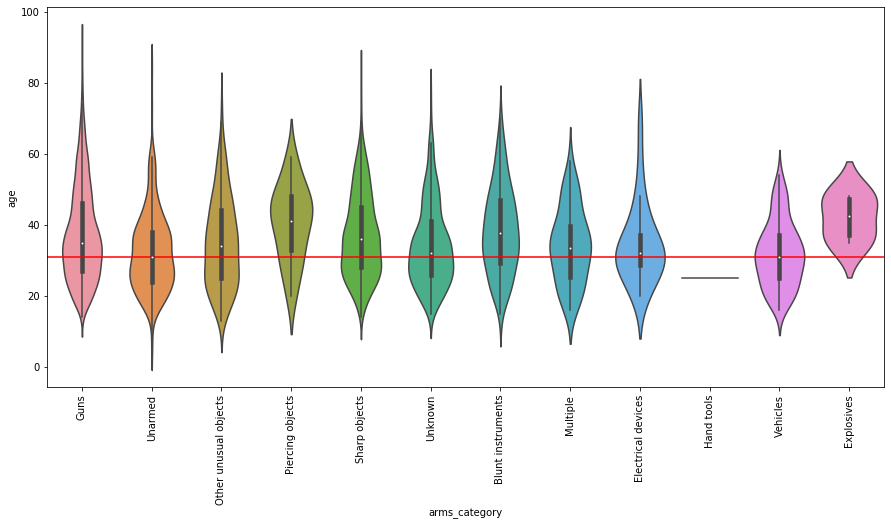 100
80
60
40
20
0
age
Guns
Unarmed
Other unusual objects
Piercing objects
Sharp objects
Unknown
Blunt instruments
Multiple
Electrical devices
Hand tools
Vehicles
Explosives
arms_category